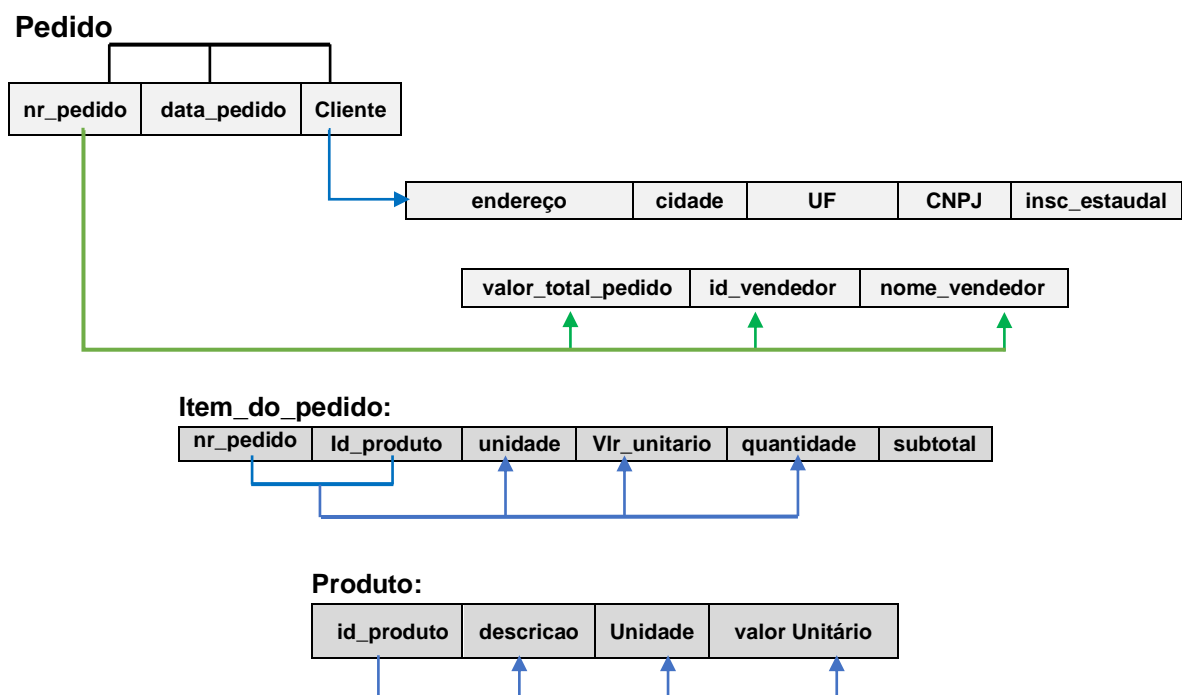 Pedido
nr_pedido data_pedido Cliente
endereço cidade UF CNPJ insc_estaudal
valor_total_pedido id_vendedor nome_vendedor
Item_do_pedido:
nr_pedido Id_produto unidade Vlr_unitario quantidade subtotal
Produto:
id_produto descricao Unidade valor Unitário